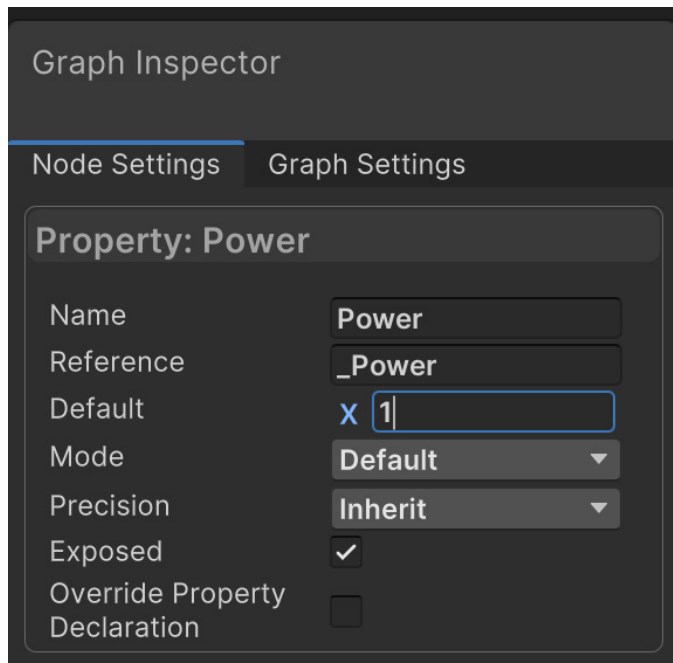 Graph Inspector
Node Settings Graph Settings
Property: Power
Name Power
Reference _Power
Default X 1
Mode Default
Precision Inherit
Exposed
Override Property
Declaration